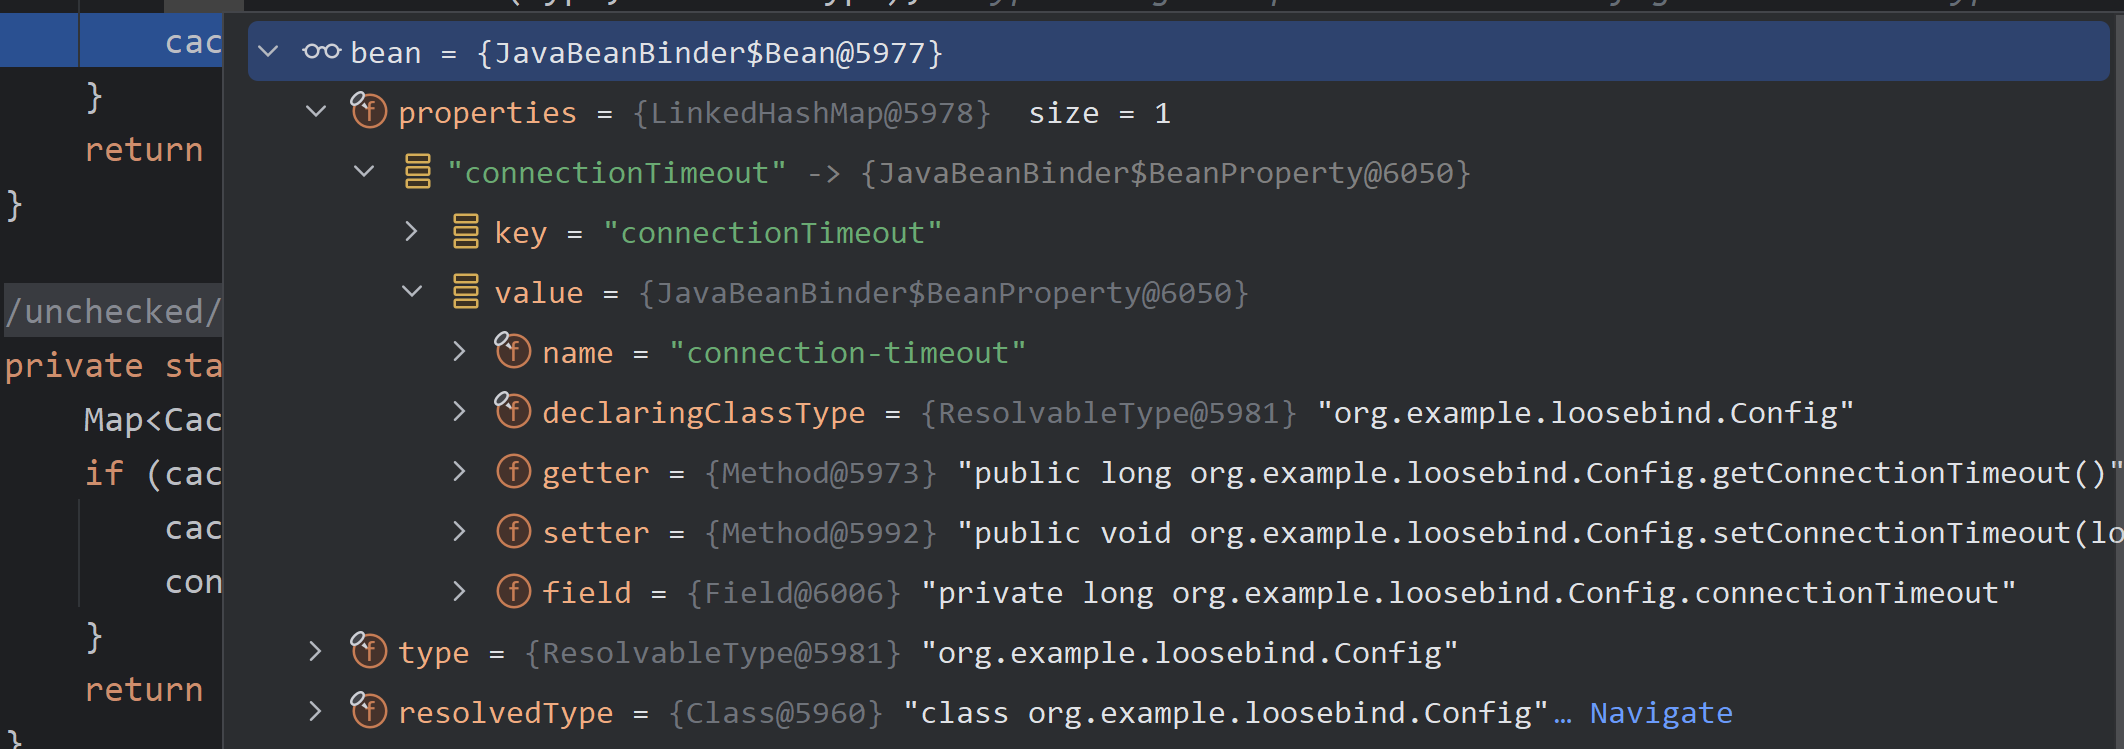 cac
}
return
}
/unchecked/
private sta
Map<Cac
if (cac
cac
con
}
return
}
bean = {JavaBeanBinder$Bean@5977}
properties = {LinkedHashMap@5978} size = 1
"connectionTimeout" -> {JavaBeanBinder$BeanProperty@6050}
key = "connectionTimeout"
value = {JavaBeanBinder$BeanProperty@6050}
name = "connection-timeout"
declaringClassType = {ResolvableType@5981} "org.example.loosebind.Config"
getter = {Method@5973} "public long org.example.loosebind.Config.getConnectionTimeout()"
setter = {Method@5992} "public void org.example.loosebind.Config.setConnectionTimeout(lo
field = {Field@6006} "private long org.example.loosebind.Config.connectionTimeout"
type = {ResolvableType@5981} "org.example.loosebind.Config"
resolvedType = {Class@5960} "class org.example.loosebind.Config"… Navigate